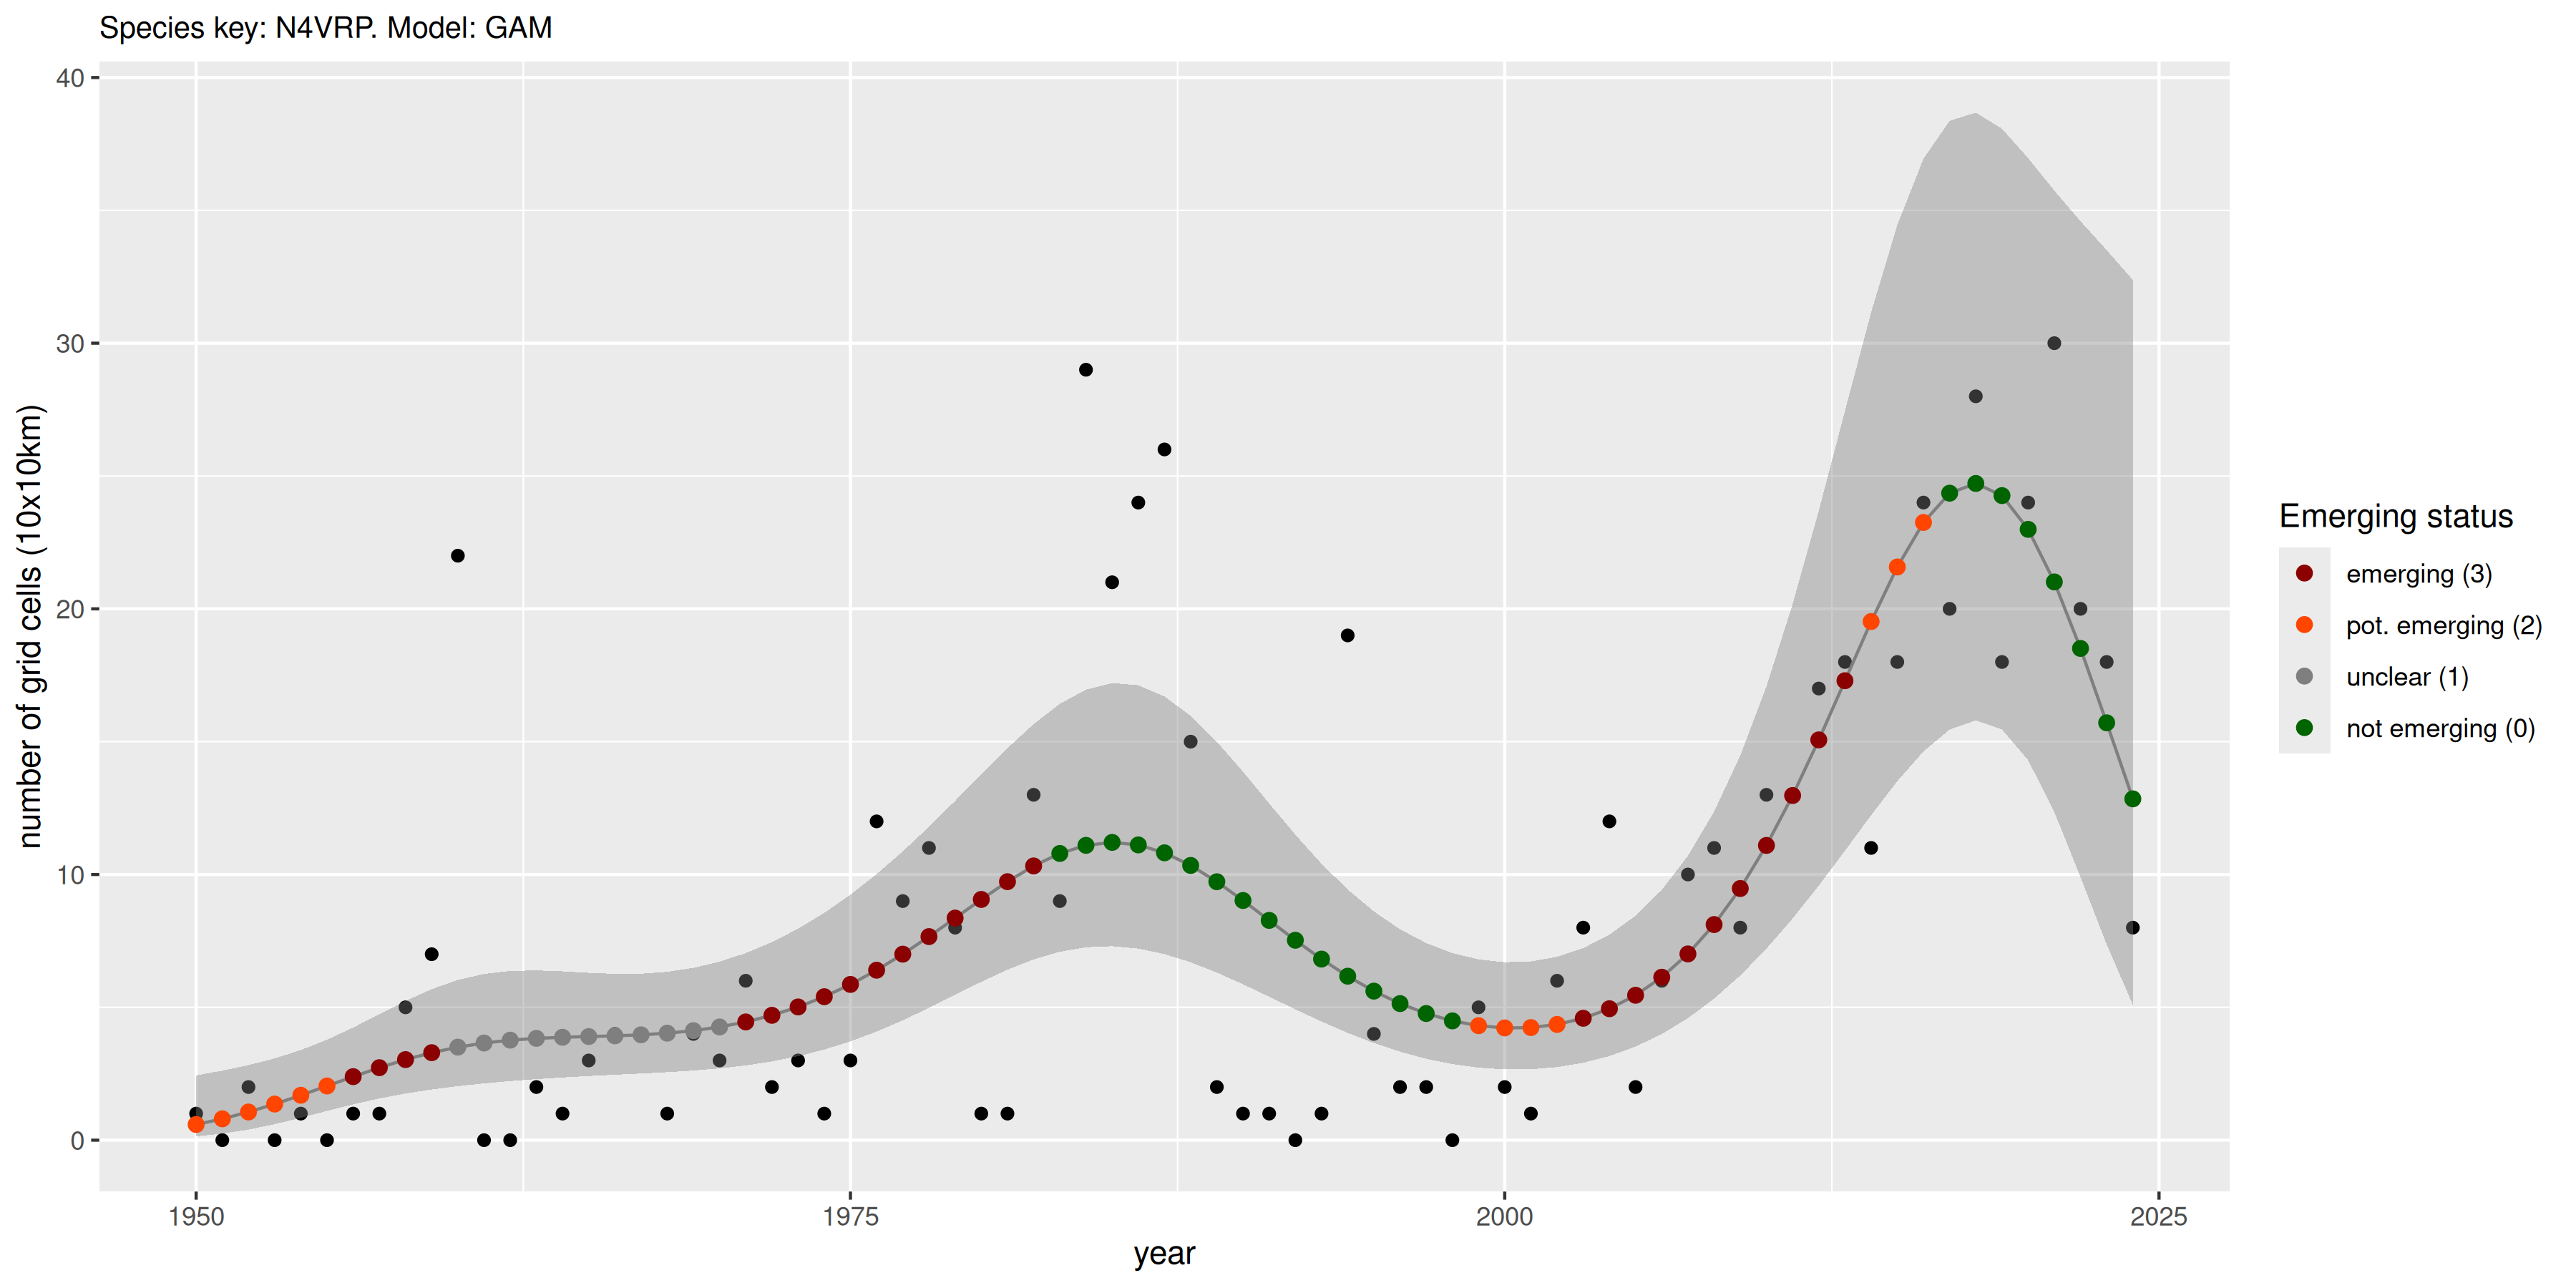 Species key: N4VRP. Model: GAM
number of grid cells (10x10km)
40
30
20
10
0
1950
1975
2000
2025
year
Emerging status
emerging (3)
pot. emerging (2)
unclear (1)
not emerging (0)